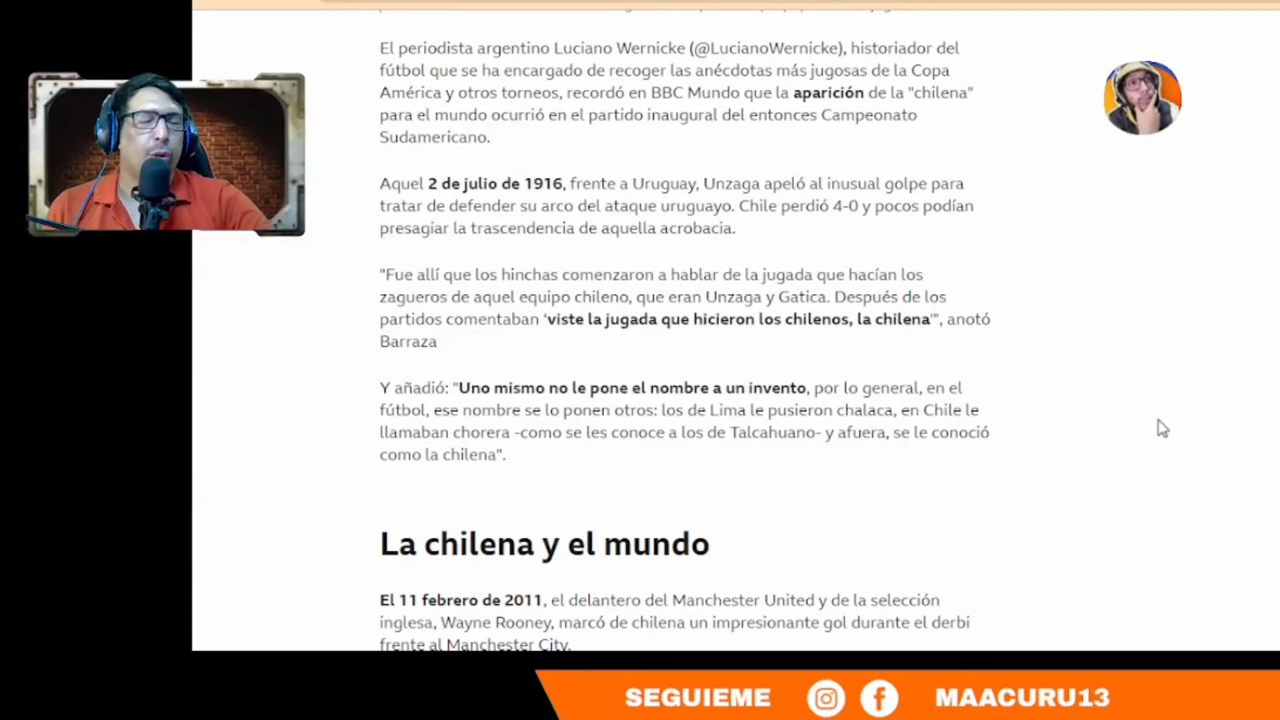 El periodista argentino Luciano Wernicke (@LucianoWernicke), historiador del
fútbol que se ha encargado de recoger las anécdotas más jugosas de la Copa
América y otros torneos, recordó en BBC Mundo que la aparición de la "chilena"
para el mundo ocurrió en el partido inaugural del entonces Campeonato
Sudamericano.
Aquel 2 de julio de 1916, frente a Uruguay, Unzaga apeló al inusual golpe para
tratar de defender su arco del ataque uruguayo. Chile perdió 4-0 y pocos podían
presagiar la trascendencia de aquella acrobacia.
"Fue allí que los hinchas comenzaron a hablar de la jugada que hacían los
zagueros de aquel equipo chileno, que eran Unzaga y Gatica. Después de los
partidos comentaban 'viste la jugada que hicieron los chilenos, la chilena'", anotó
Barraza
Y añadió: "Uno mismo no le pone el nombre a un invento, por lo general, en el
fútbol, ese nombre se lo ponen otros: los de Lima le pusieron chalaca, en Chile le
llamaban chorera -como se les conoce a los de Talcahuano- y afuera, se le conoció
como la chilena".
La chilena y el mundo
El 11 febrero de 2011, el delantero del Manchester United y de la selección
inglesa, Wayne Rooney, marcó de chilena un impresionante gol durante el derbi
frente al Manchester City.
SEGUIEME MAACURU13